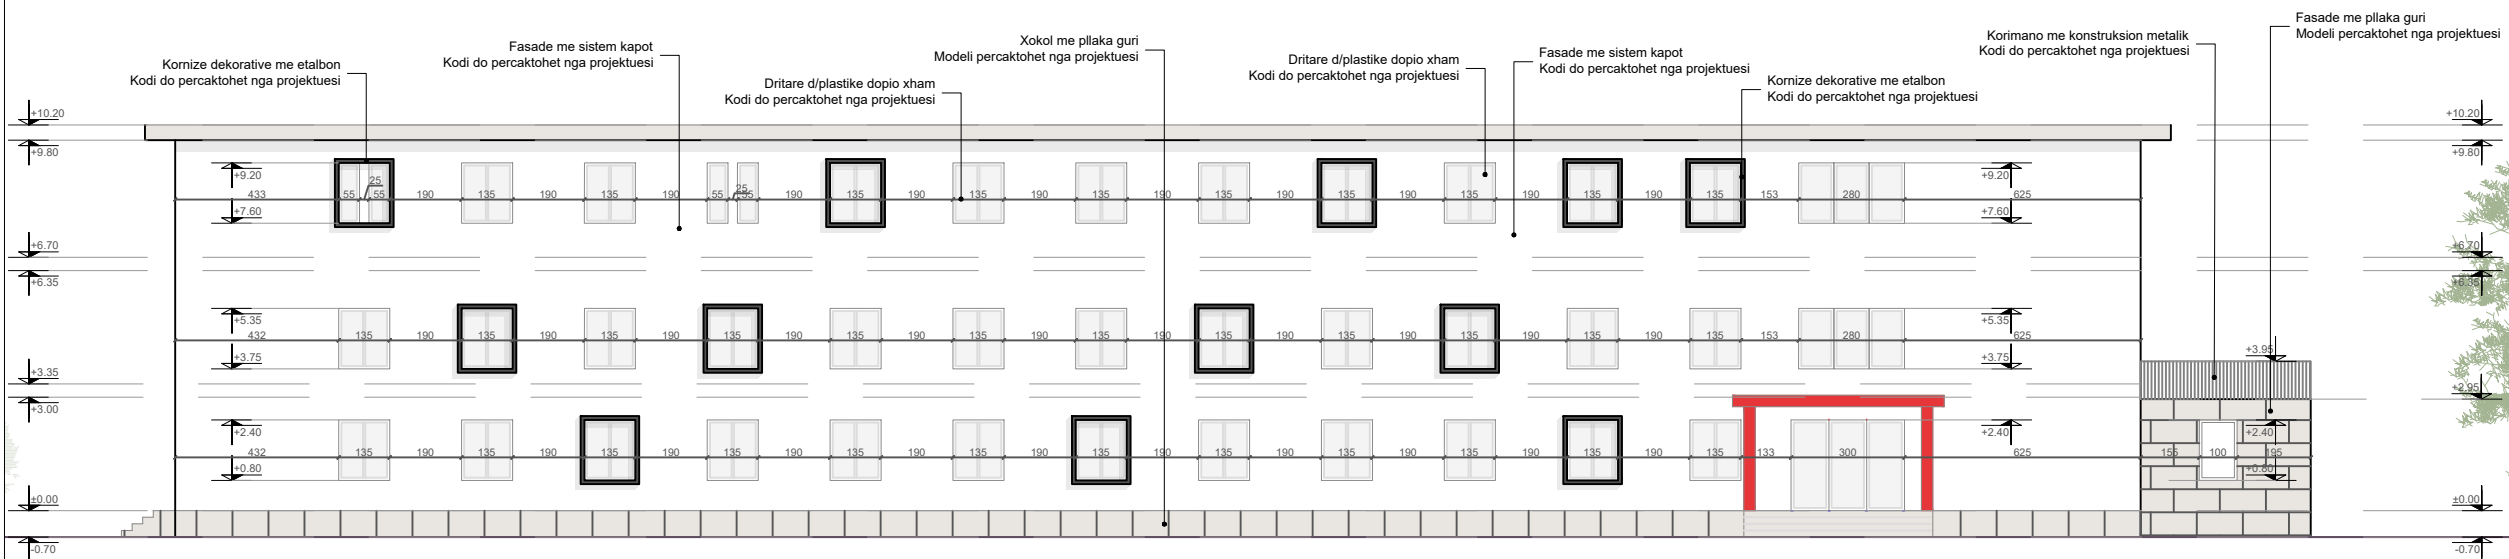 Kornize dekorative me etalbon
Kodi do percaktohet nga projektuesi
Fasade me sistem kapot
Kodi do percaktohet nga projektuesi
Dritare d/plastike dopio xham
Kodi do percaktohet nga projektuesi
Xokol me pllaka guri
Modeli percaktohet nga projektuesi
Dritare d/plastike dopio xham
Kodi do percaktohet nga projektuesi
Fasade me sistem kapot
Kodi do percaktohet nga projektuesi
Kornize dekorative me etalbon
Kodi do percaktohet nga projektuesi
Korimano me konstruksion metalik
Kodi do percaktohet nga projektuesi
Fasade me pllaka guri
Modeli percaktohet nga projektuesi
+10.20 +10.20
+9.80 +9.80
+9.20 +9.20
433 55 25 55 190 135 190 135 190 55 25 55 190 135 190 135 190 135 190 135 190 135 190 135 190 135 190 135 153 280 625
+7.60 +7.60
+6.70 +6.70
+6.35 +6.35
+5.35 +5.35
432 135 190 135 190 135 190 135 190 135 190 135 190 135 190 135 190 135 190 135 190 135 190 135 153 280 625
+3.75 +3.75
+3.95
+3.35 +2.95
+3.00
+2.40 +2.40 +2.40
432 135 190 135 190 135 190 135 190 135 190 135 190 135 190 135 190 135 190 135 190 135 190 135 133 300 625 155 100 195
+0.80 +0.80
±0.00 ±0.00
-0.70 -0.70